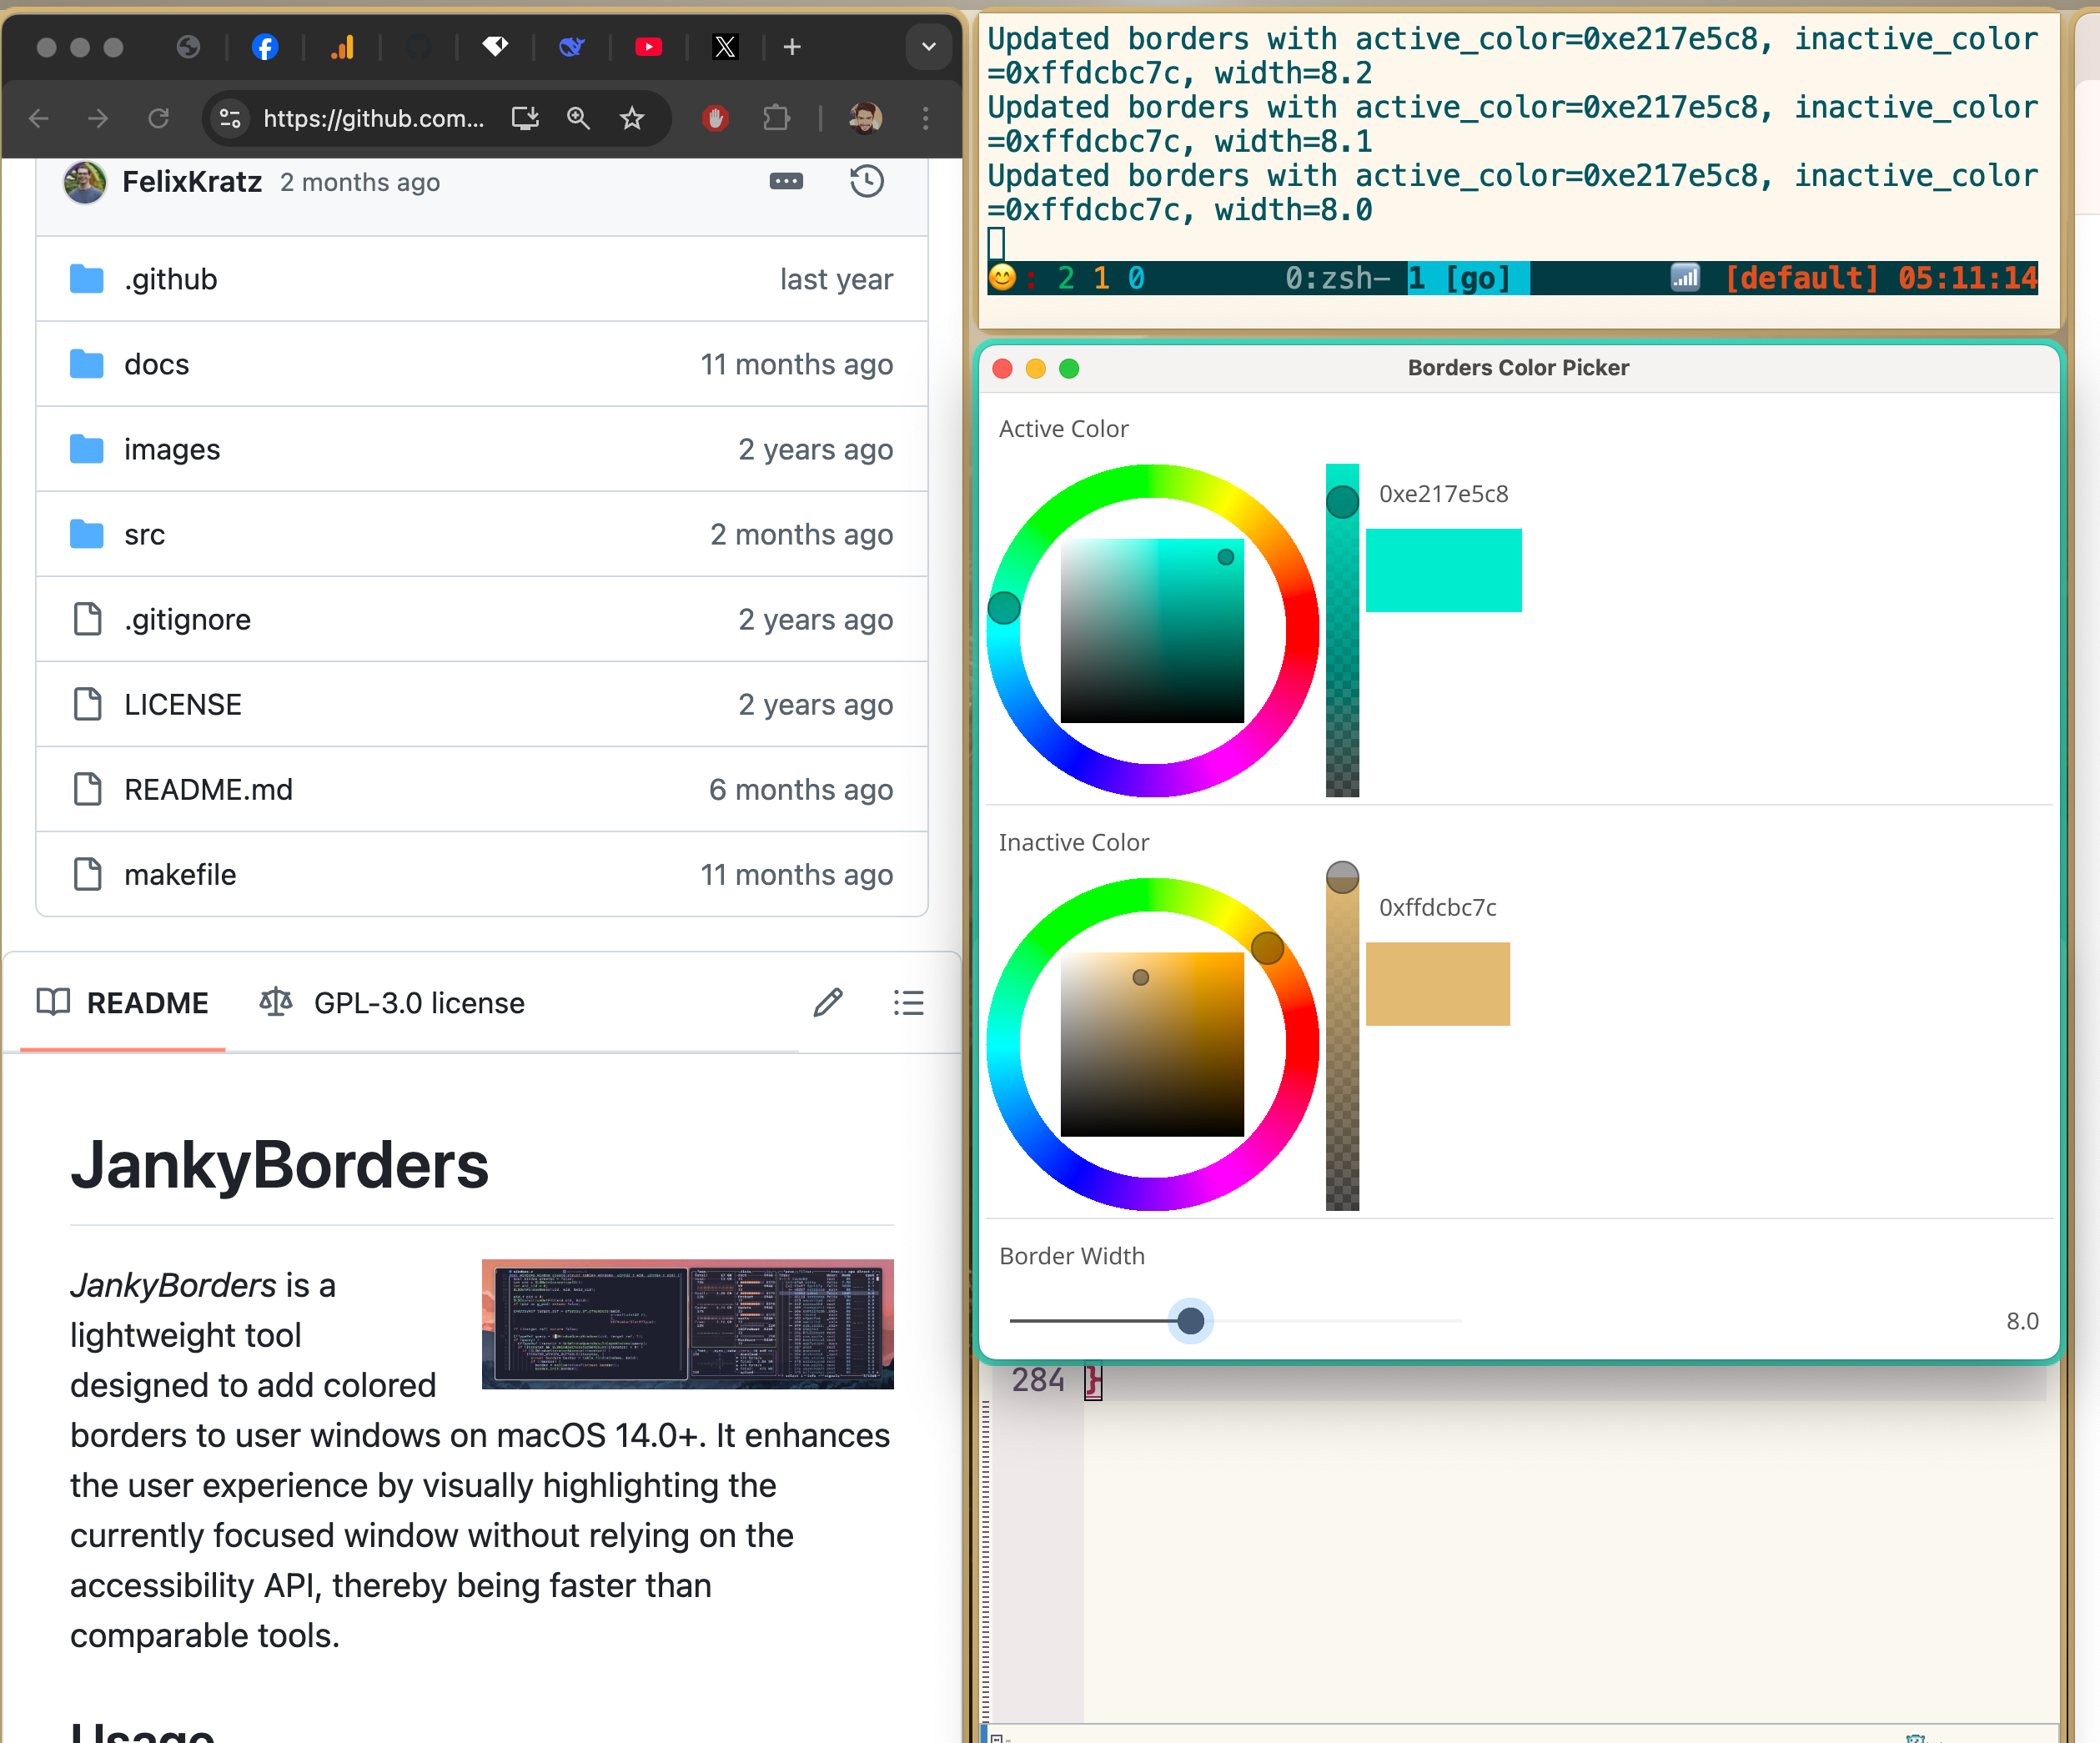 https://github.com...
FelixKratz 2 months ago
.github last year
docs 11 months ago
images 2 years ago
src 2 months ago
.gitignore 2 years ago
LICENSE 2 years ago
README.md 6 months ago
makefile 11 months ago
README GPL-3.0 license
JankyBorders
JankyBorders is a
lightweight tool
designed to add colored
borders to user windows on macOS 14.0+. It enhances
the user experience by visually highlighting the
currently focused window without relying on the
accessibility API, thereby being faster than
comparable tools.
Usage
Updated borders with active_color=0xe217e5c8, inactive_color
=0xffdcbc7c, width=8.2
Updated borders with active_color=0xe217e5c8, inactive_color
=0xffdcbc7c, width=8.1
Updated borders with active_color=0xe217e5c8, inactive_color
=0xffdcbc7c, width=8.0
: 2 1 0 0:zsh- 1 [go] [default] 05:11:14
Borders Color Picker
Active Color
0xe217e5c8
Inactive Color
0xffdcbc7c
Border Width
8.0
284 }